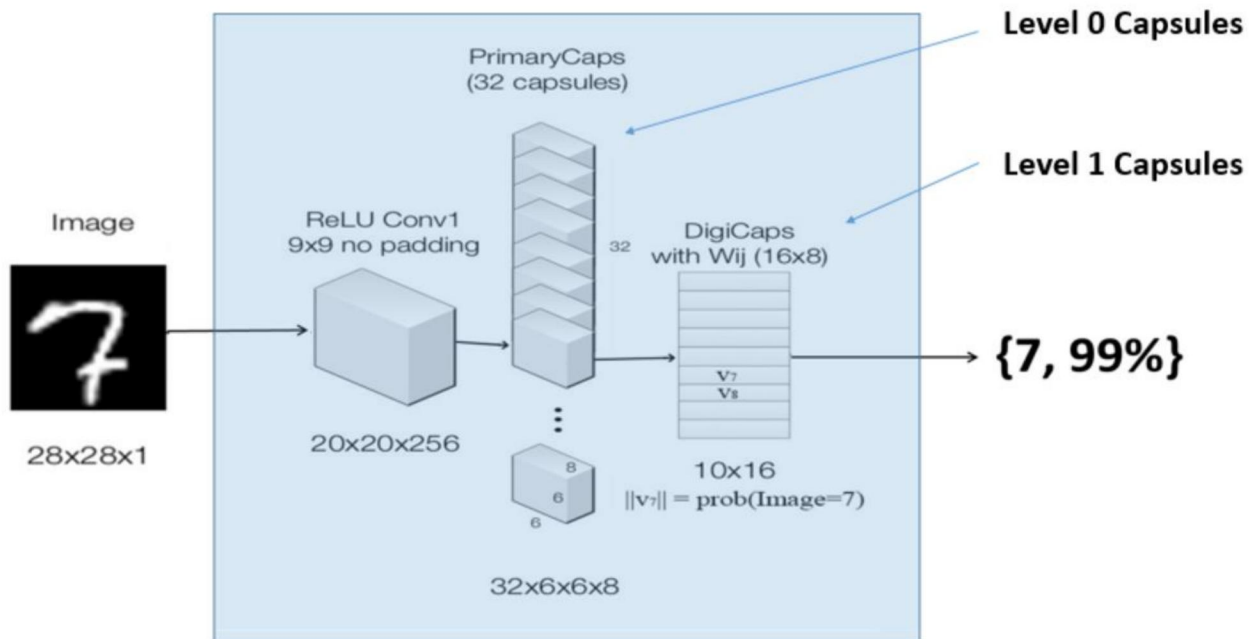 Level 0 Capsules
PrimaryCaps
(32 capsules)
Level 1 Capsules
Image
ReLU Conv1
9x9 no padding
32
DigiCaps
with Wij (16x8)
{7, 99%}
v₇
v₈
28x28x1
20x20x256
8
6
6
10x16
||v₇|| = prob(Image=7)
32x6x6x8
7